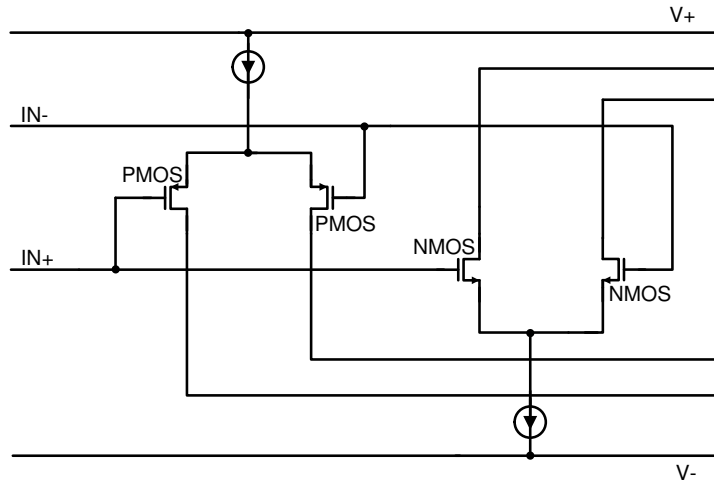 V+
IN-
PMOS
PMOS
NMOS
IN+
NMOS
V-